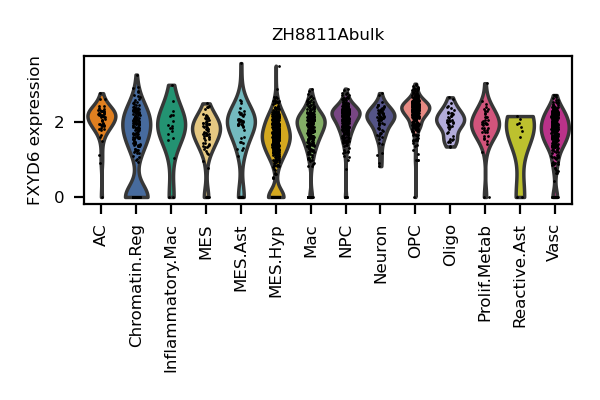 ZH8811Abulk
FXYD6 expression
2
0
AC
Chromatin.Reg
Inflammatory.Mac
MES
MES.Ast
MES.Hyp
Mac
NPC
Neuron
OPC
Oligo
Prolif.Metab
Reactive.Ast
Vasc